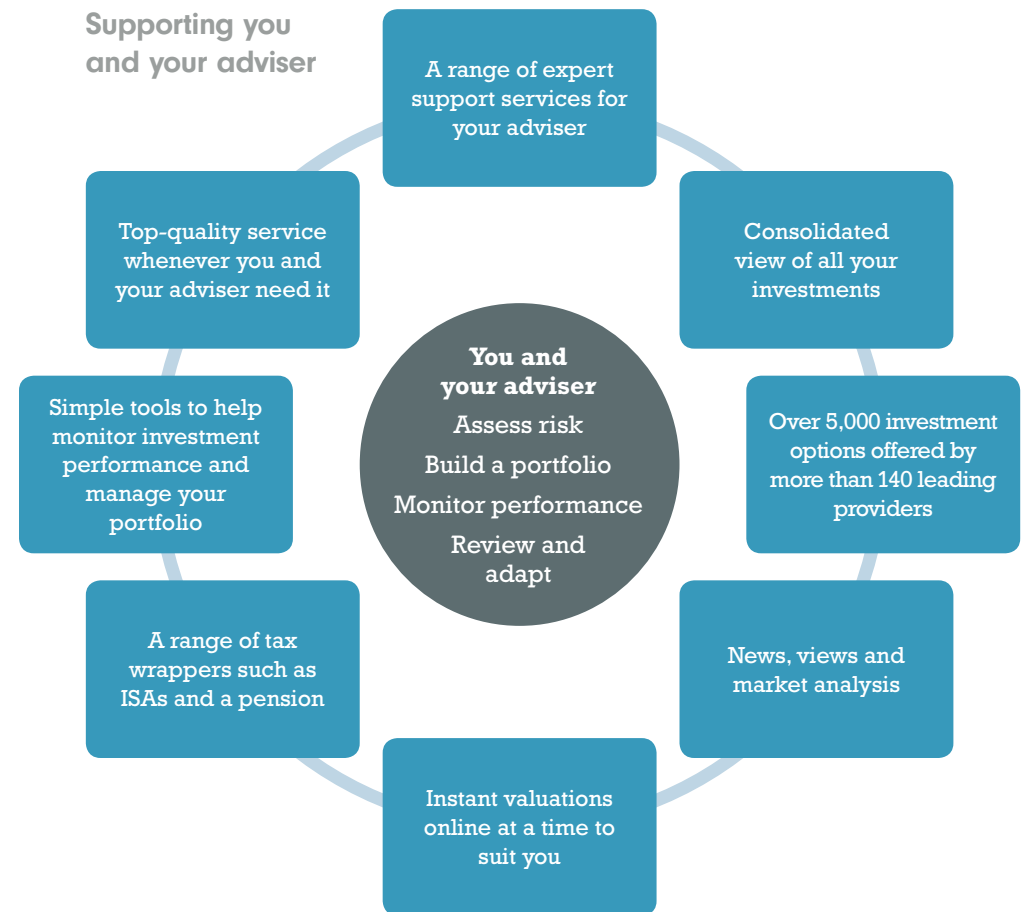 Supporting you
and your adviser
A range of expert
support services for
your adviser
Consolidated
view of all your
investments
Over 5,000 investment
options offered by
more than 140 leading
providers
News, views and
market analysis
Instant valuations
online at a time to
suit you
A range of tax
wrappers such as
ISAs and a pension
Simple tools to help
monitor investment
performance and
manage your
portfolio
Top-quality service
whenever you and
your adviser need it
You and
your adviser
Assess risk
Build a portfolio
Monitor performance
Review and
adapt